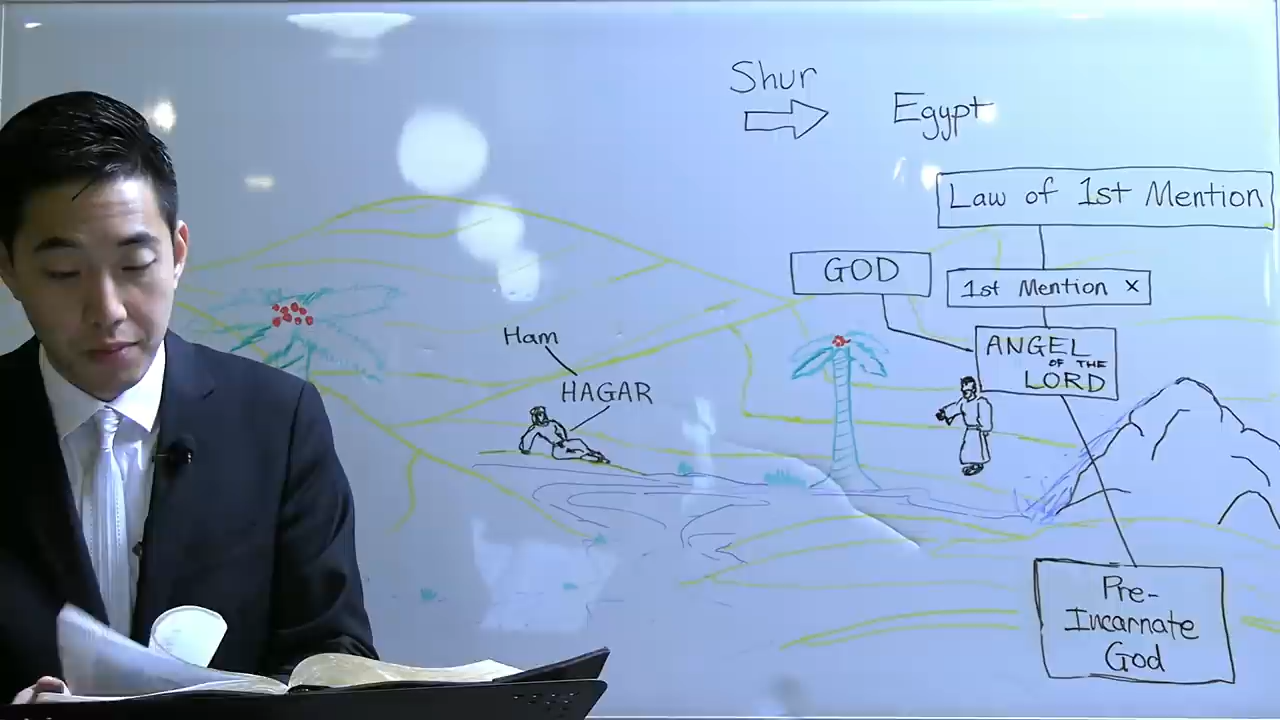 Shur
Egypt
Law of 1st Mention
GOD
1st Mention x
ANGEL
OF THE
LORD
Ham
HAGAR
Pre-
Incarnate
God